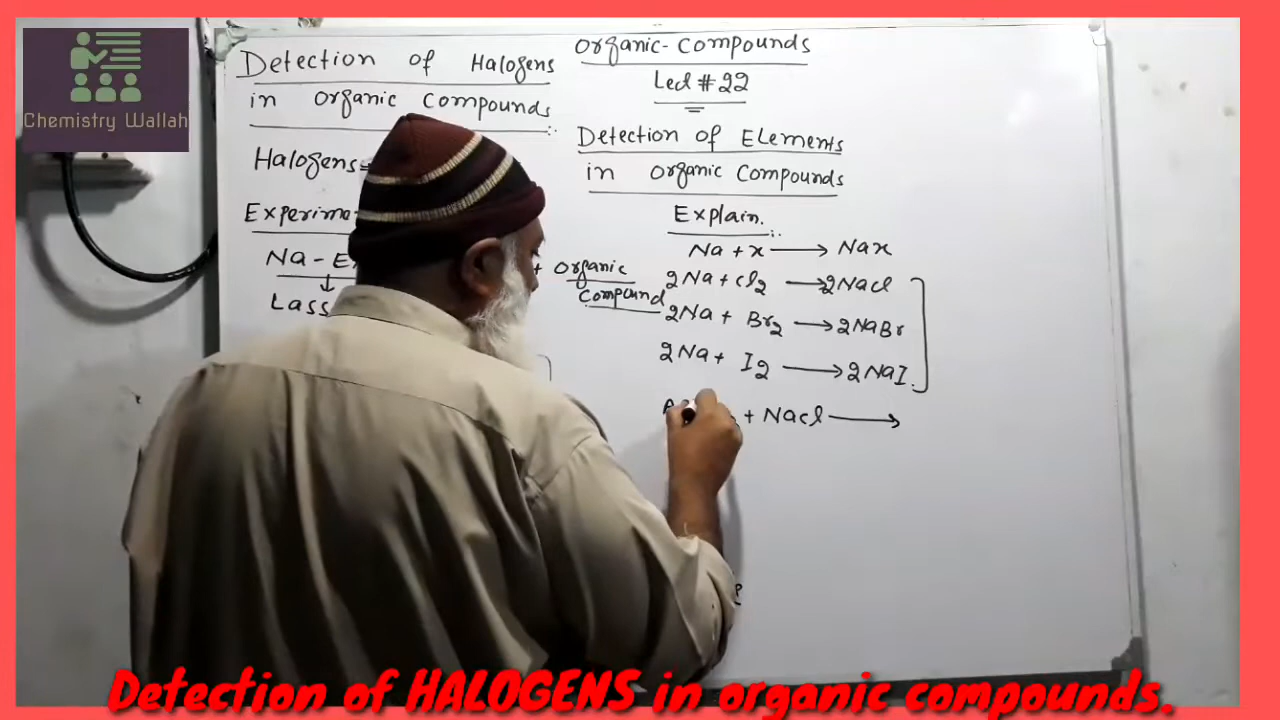 Chemistry Wallah
Detection of Halogens
in organic compounds
Halogens
Experime
Na - E
Lass
+ organic
compound
organic-compounds
Lec # 22
Detection of Elements
in organic compounds
Explain.
Na + x ⟶ Nax
2Na + Cl2 ⟶ 2NaCl
2Na + Br2 ⟶ 2NaBr
2Na + I2 ⟶ 2NaI.
+ NaCl ⟶
Detection of HALOGENS in organic compounds.